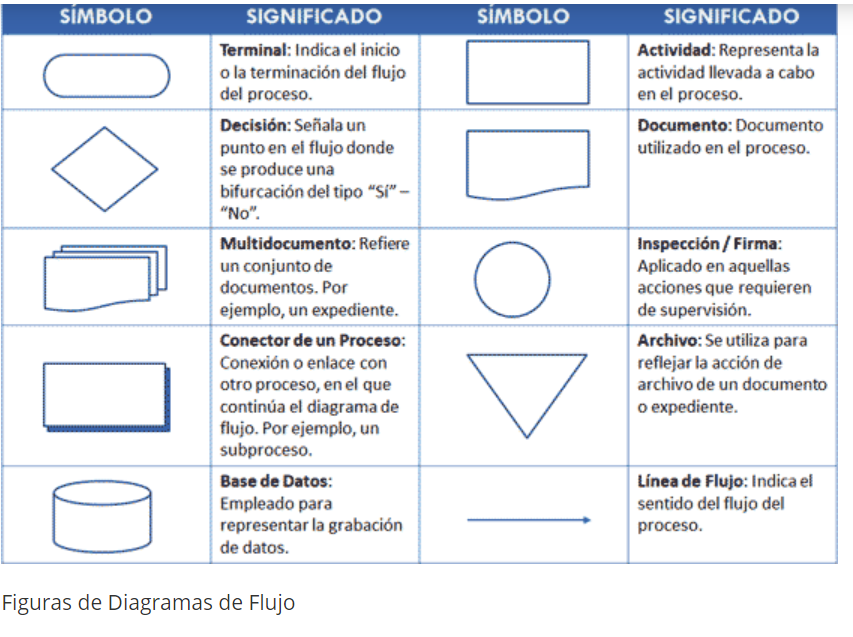 SÍMBOLO SIGNIFICADO SÍMBOLO SIGNIFICADO
Terminal: Indica el inicio
o la terminación del flujo
del proceso.
Actividad: Representa la
actividad llevada a cabo
en el proceso.
Decisión: Señala un
punto en el flujo donde
se produce una
bifurcación del tipo “Sí” –
“No”.
Documento: Documento
utilizado en el proceso.
Multidocumento: Refiere
un conjunto de
documentos. Por
ejemplo, un expediente.
Inspección / Firma:
Aplicado en aquellas
acciones que requieren
de supervisión.
Conector de un Proceso:
Conexión o enlace con
otro proceso, en el que
continúa el diagrama de
flujo. Por ejemplo, un
subproceso.
Archivo: Se utiliza para
reflejar la acción de
archivo de un documento
o expediente.
Base de Datos:
Empleado para
representar la grabación
de datos.
Línea de Flujo: Indica el
sentido del flujo del
proceso.
Figuras de Diagramas de Flujo